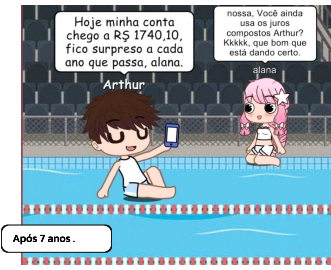 Hoje minha conta
chego a R$ 1740,10,
fico surpreso a cada
ano que passa, alana.
Arthur
nossa, Você ainda
usa os juros
compostos Arthur?
Kkkkk, que bom que
está dando certo.
alana
Após 7 anos .